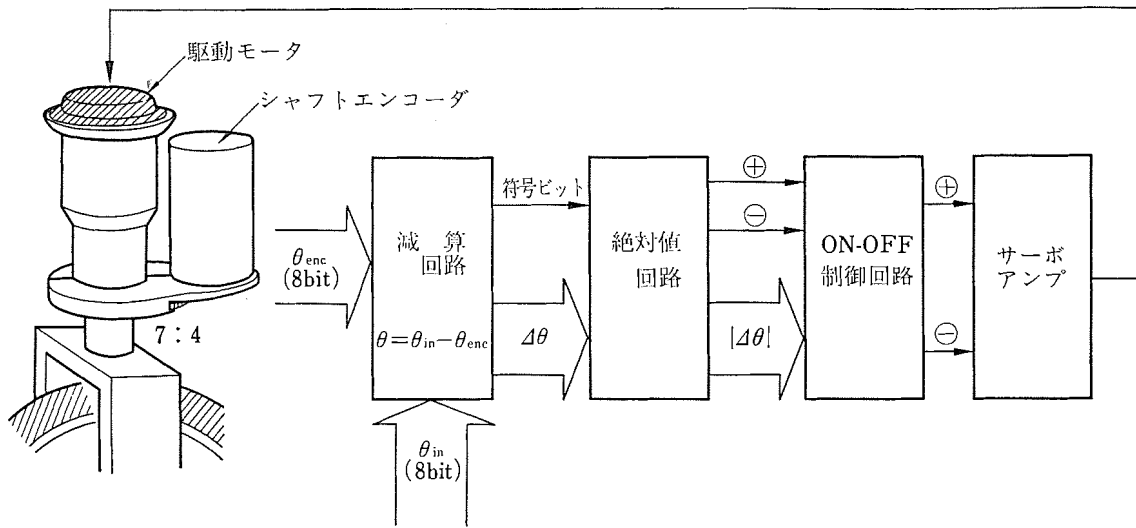 駆動モータ
シャフトエンコーダ
7:4
θenc
(8bit)
減算
回路
θ=θin−θenc
θin
(8bit)
符号ビット
Δθ
絶対値
回路
⊕
⊖
|Δθ|
ON-OFF
制御回路
⊕
⊖
サーボ
アンプ